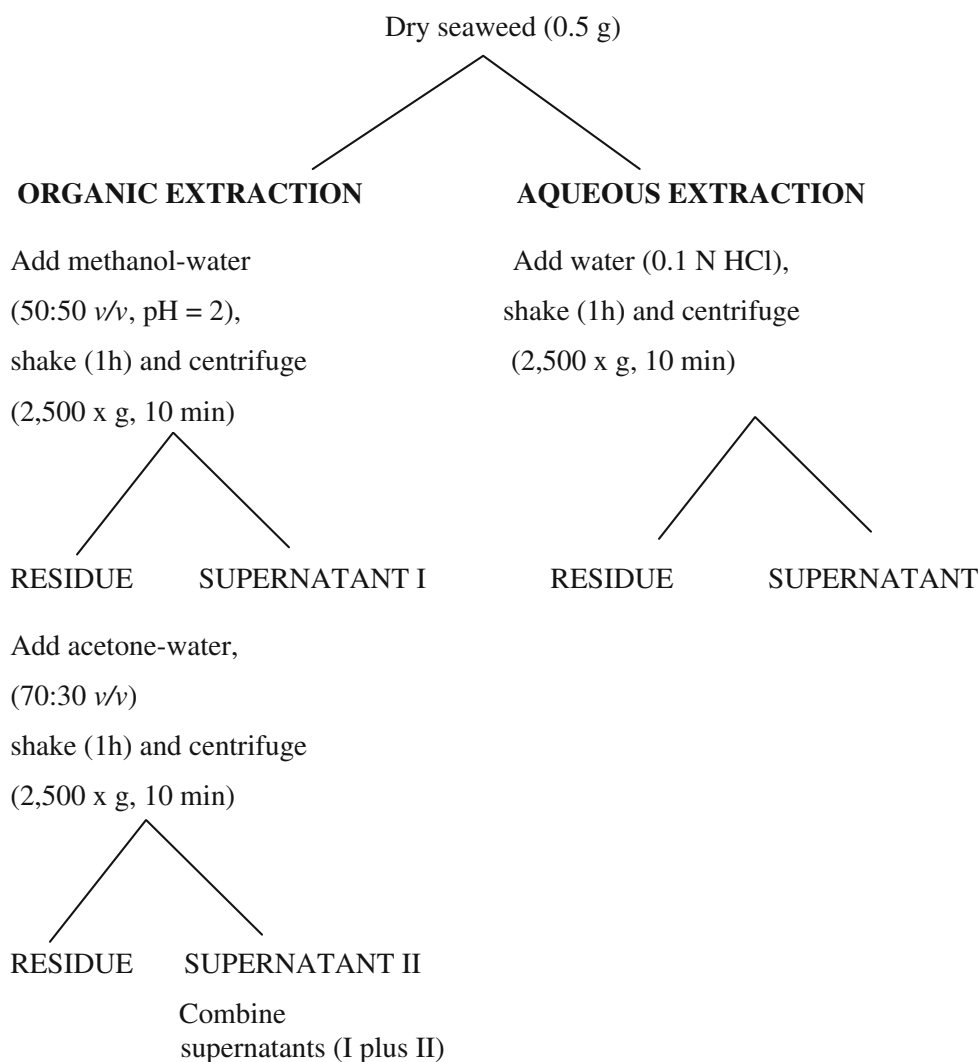 Dry seaweed (0.5 g)
ORGANIC EXTRACTION
Add methanol-water
(50:50 v/v, pH = 2),
shake (1h) and centrifuge
(2,500 x g, 10 min)
RESIDUE
SUPERNATANT I
Add acetone-water,
(70:30 v/v)
shake (1h) and centrifuge
(2,500 x g, 10 min)
RESIDUE
SUPERNATANT II
Combine
supernatants (I plus II)
AQUEOUS EXTRACTION
Add water (0.1 N HCl),
shake (1h) and centrifuge
(2,500 x g, 10 min)
RESIDUE
SUPERNATANT